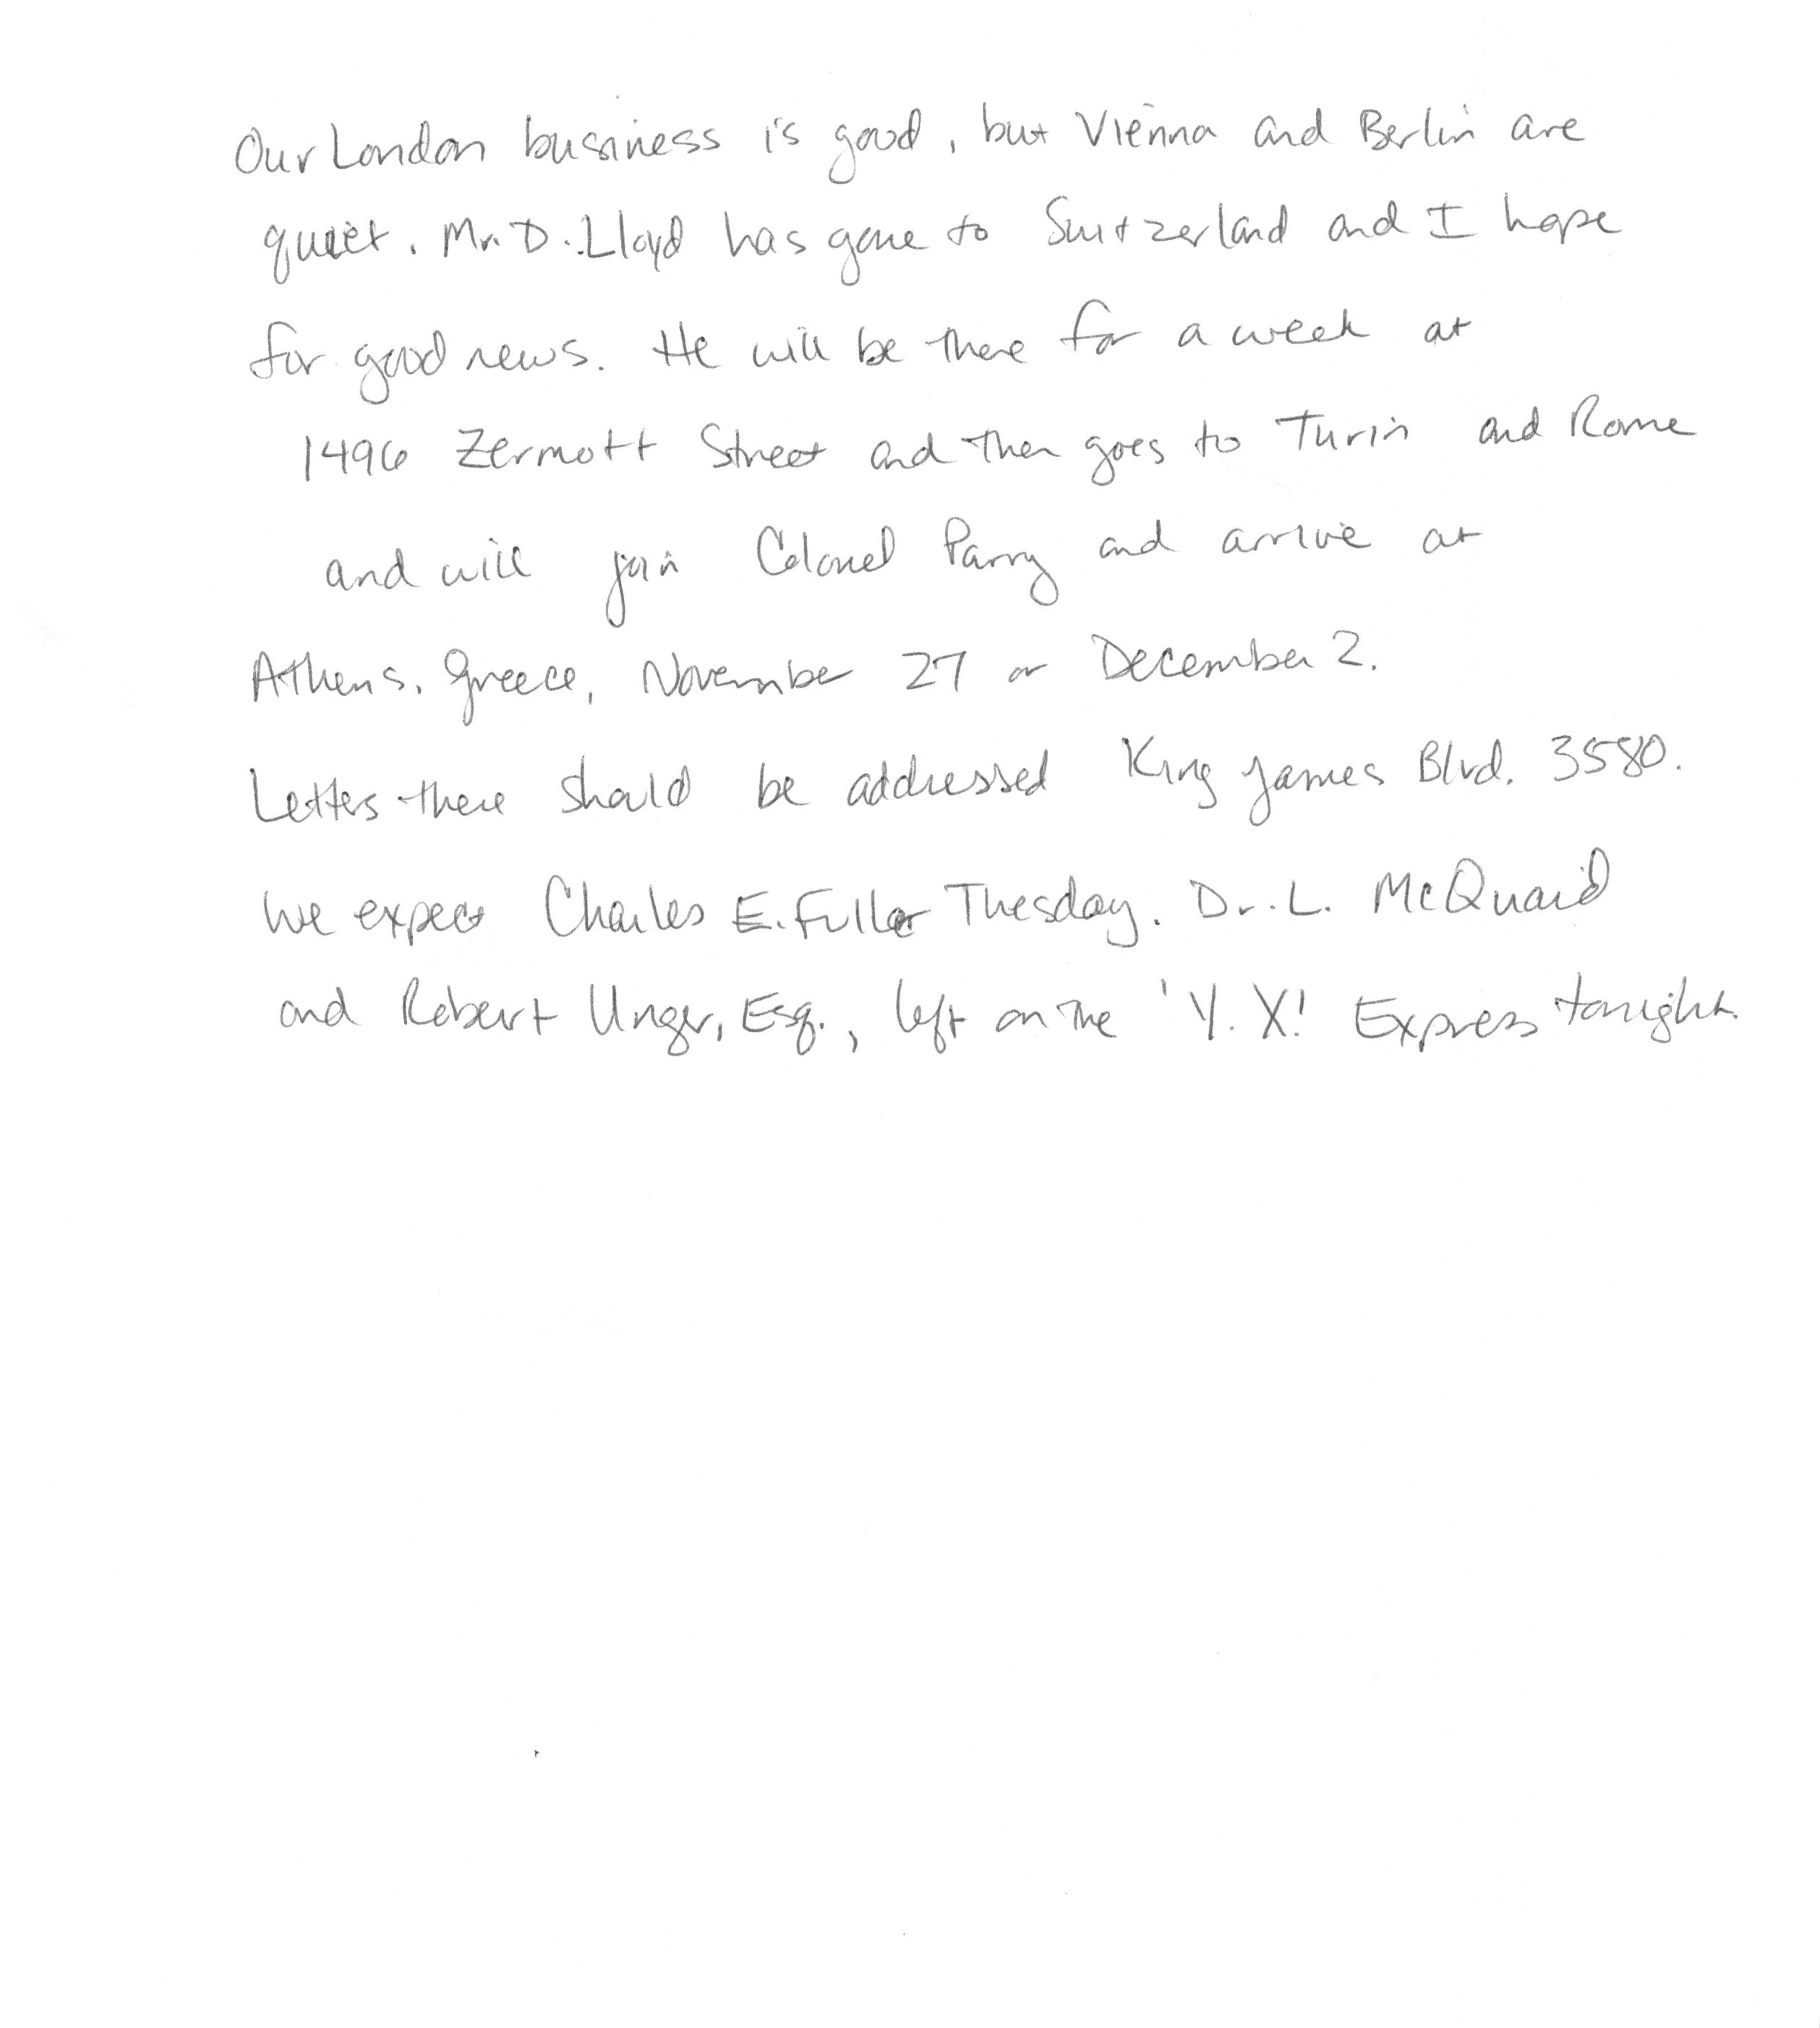 Our London business is good, but Vienna and Berlin are
quiet. Mr. D. Lloyd has gone to Switzerland and I hope
for good news. He will be there for a week at
1496 Zermott Street and then goes to Turin and Rome
and will join Colonel Parry and arrive at
Athens, Greece, November 27 or December 2.
Letters there should be addressed King James Blvd. 3580.
We expect Charles E. Fuller Thesday. Dr. L. McQuaid
and Robert Unger, Esq., left on the 'Y. X.' Express tonight.